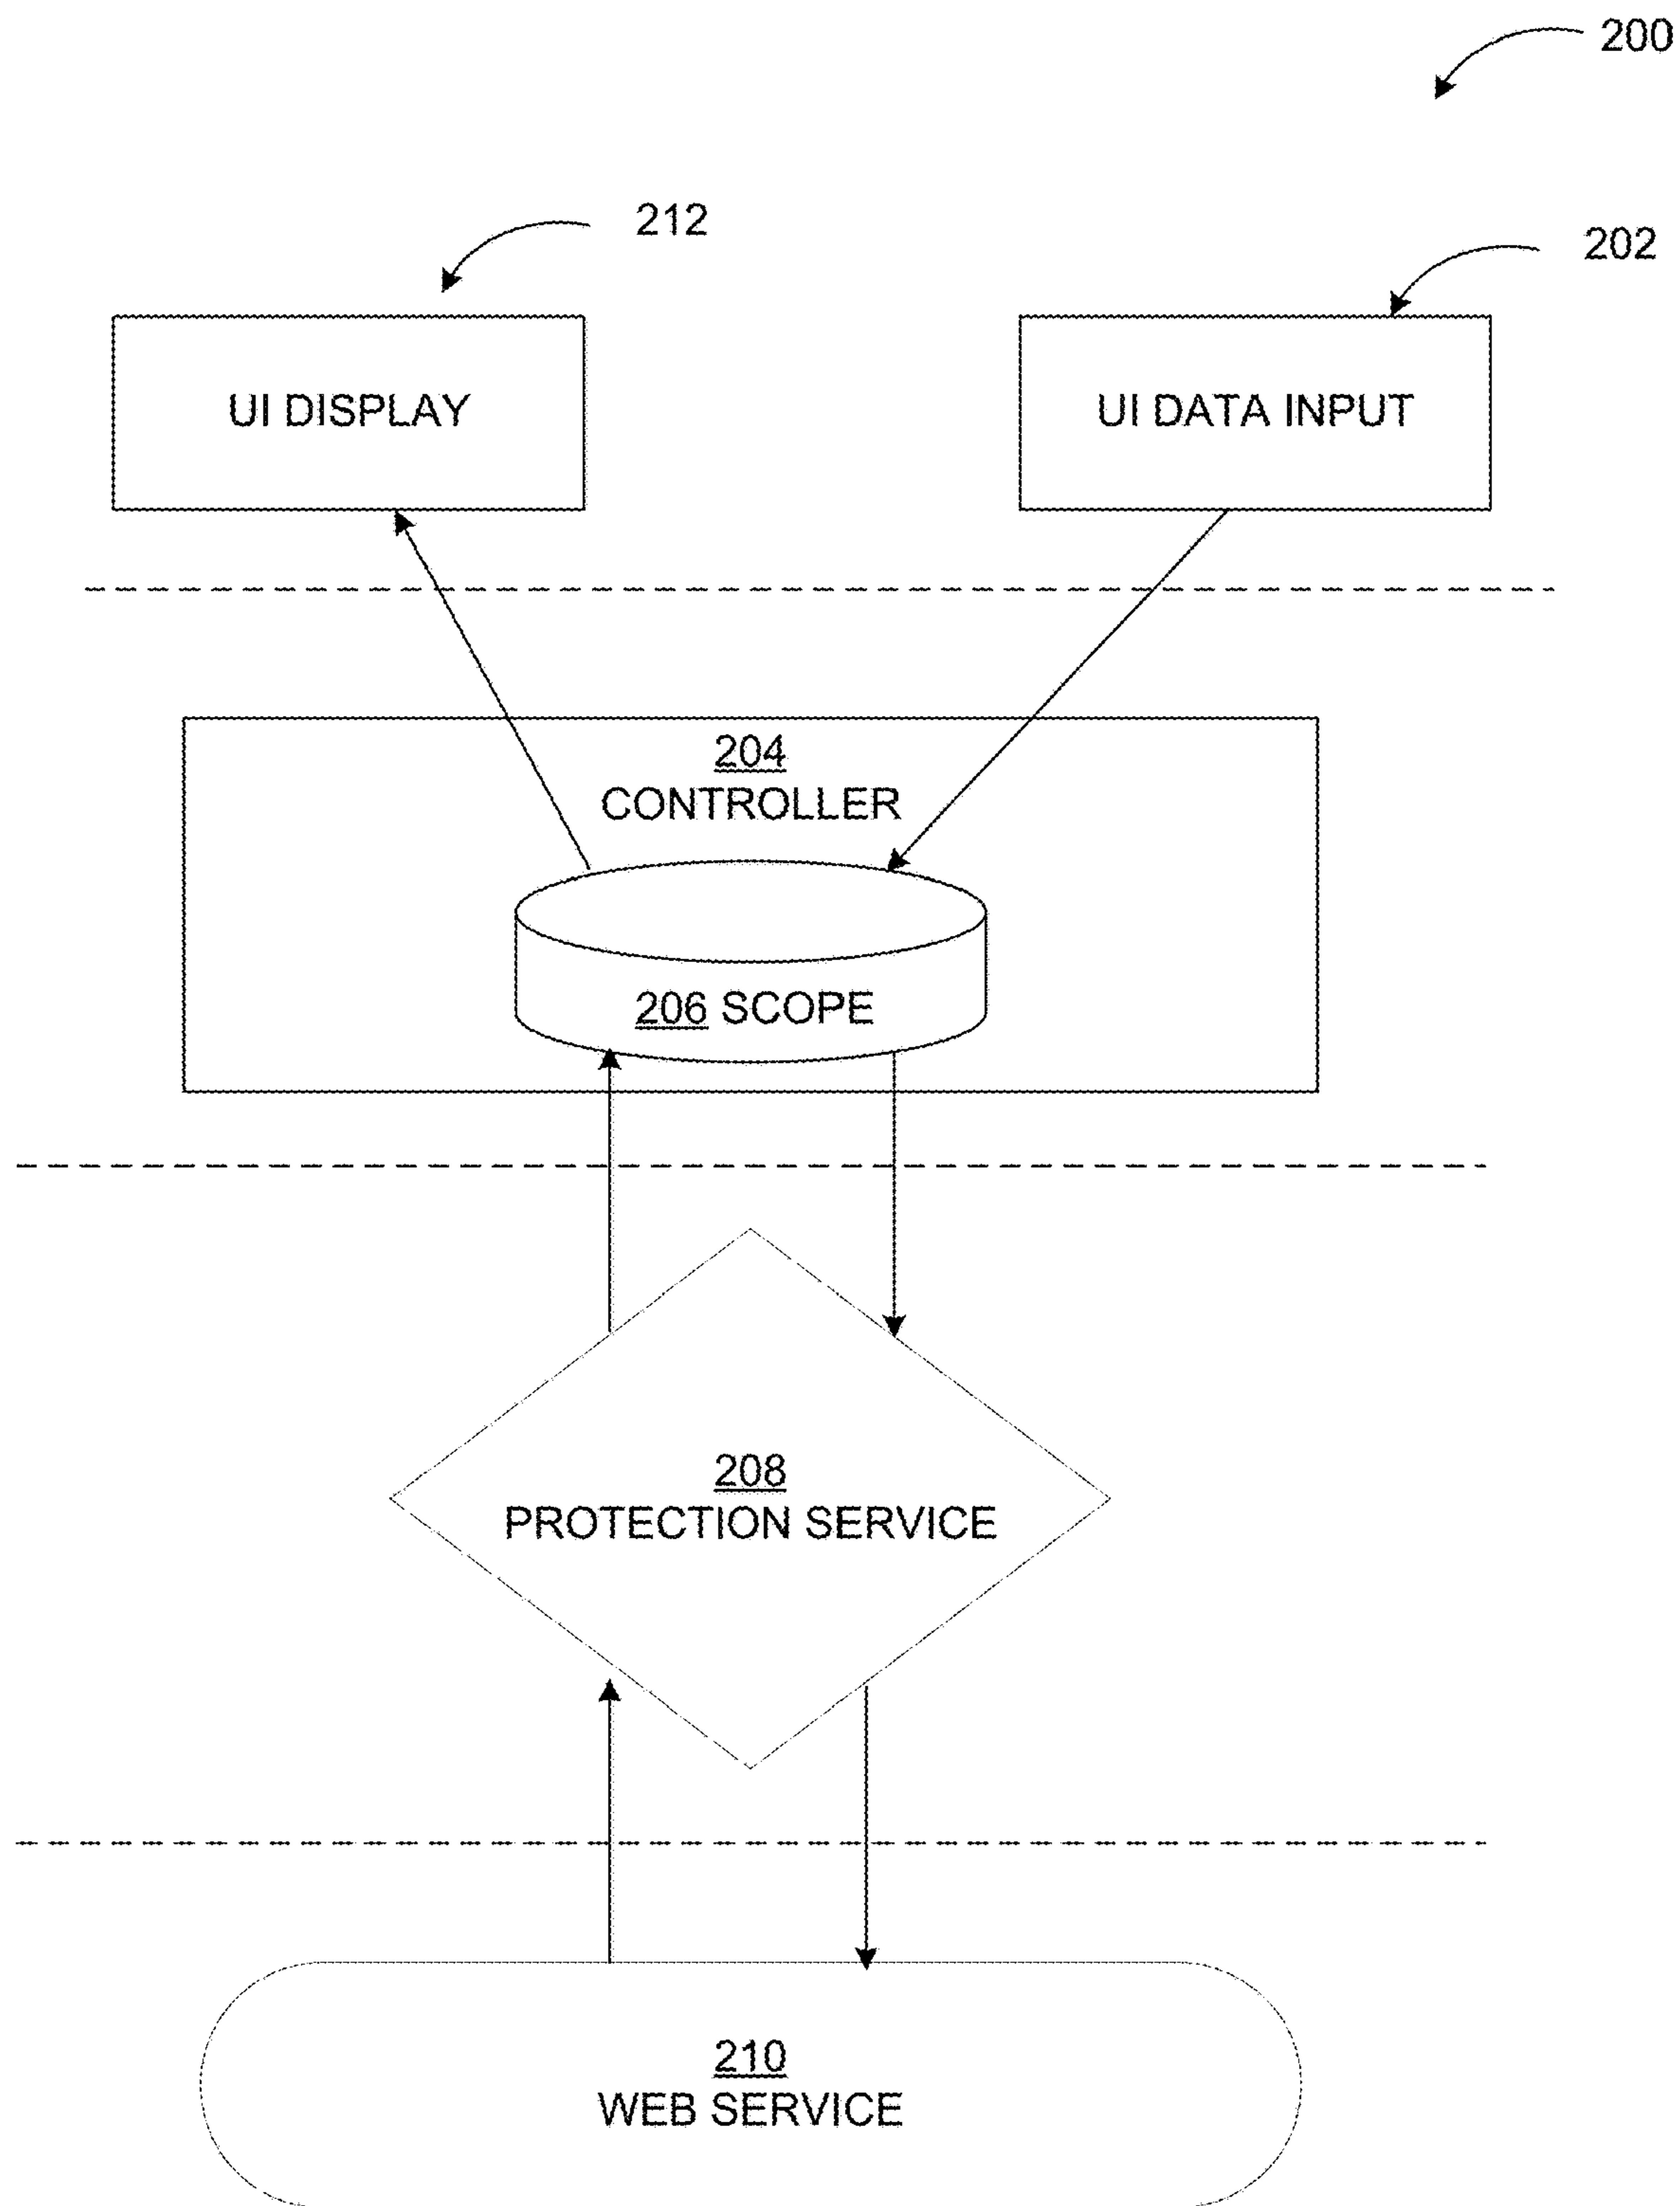 200
212
202
UI DISPLAY
UI DATA INPUT
204
CONTROLLER
206 SCOPE
208
PROTECTION SERVICE
210
WEB SERVICE